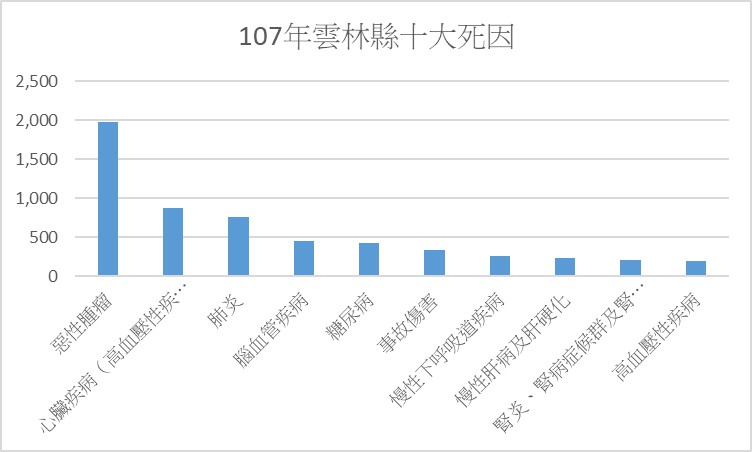 107年雲林縣十大死因
2,500
2,000
1,500
1,000
500
0
惡性腫瘤
心臟疾病（高血壓性疾…
肺炎
腦血管疾病
糖尿病
事故傷害
慢性下呼吸道疾病
慢性肝病及肝硬化
腎炎、腎病症候群及腎…
高血壓性疾病